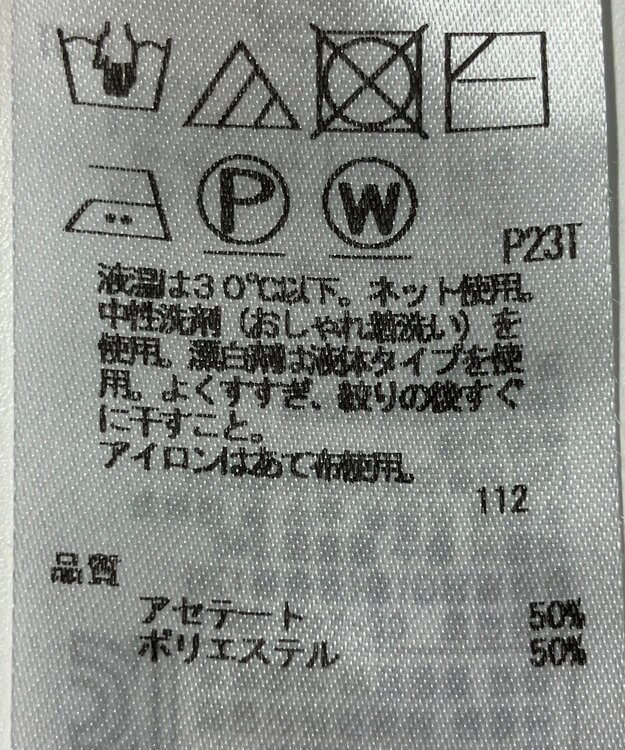 P W
P23T
液温は30℃以下。ネット使用。
中性洗剤（おしゃれ着洗い）を
使用。漂白剤は液体タイプを使
用。よくすすぎ、絞りの後すぐ
に干すこと。
アイロンはあて布使用。
112
品質
アセテート 50%
ポリエステル 50%